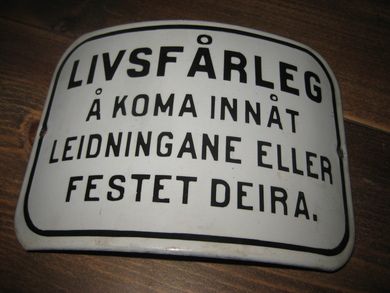 LIVSFÅRLEG
Å KOMA INNÅT
LEIDNINGANE ELLER
FESTET DEIRA.